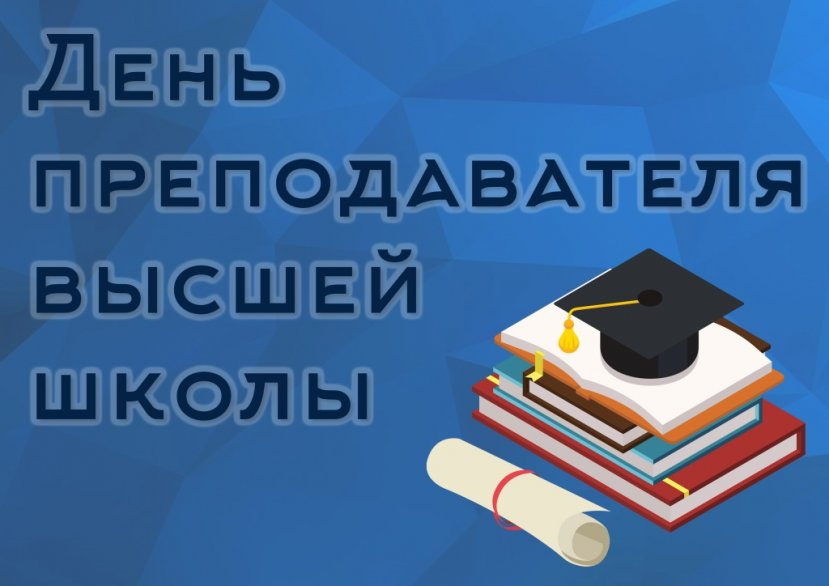 День
преподавателя
высшей
школы